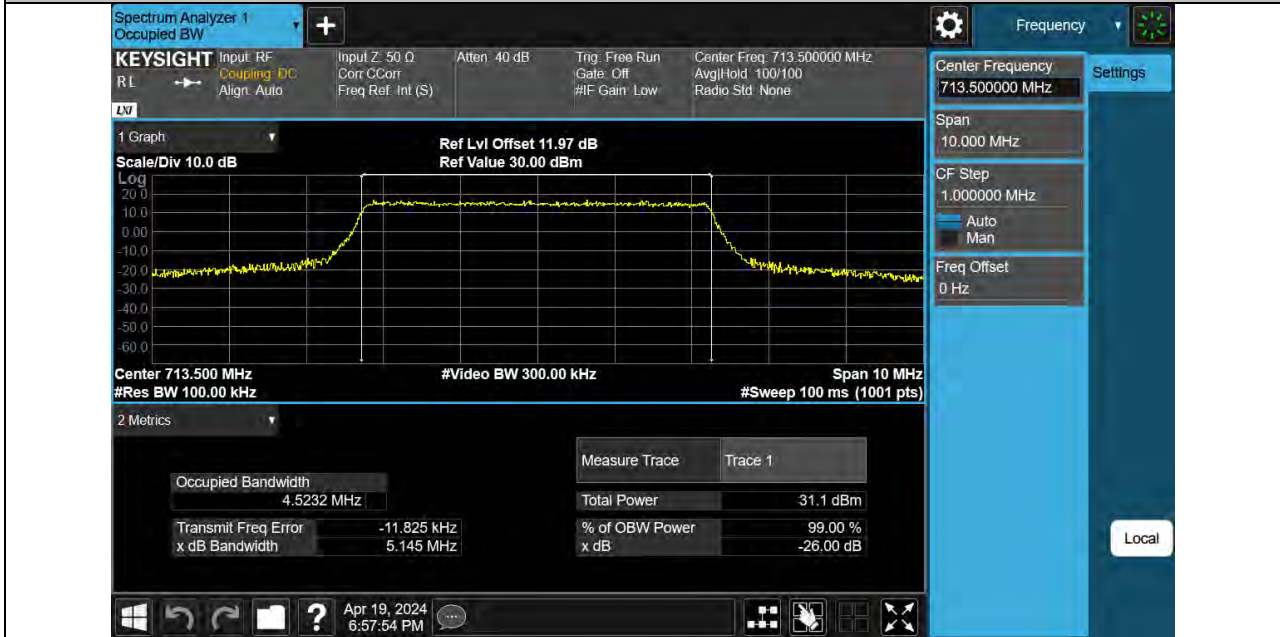 Spectrum Analyzer 1
Occupied BW
Frequency
KEYSIGHT
RL
LXI
Input: RF
Coupling: DC
Align: Auto
Input Z: 50 Ω
Corr CCorr
Freq Ref: Int (S)
Atten: 40 dB
Trig: Free Run
Gate: Off
#IF Gain: Low
Center Freq: 713.500000 MHz
Avg|Hold: 100/100
Radio Std: None
Center Frequency
713.500000 MHz
Settings
Span
10.000 MHz
CF Step
1.000000 MHz
Auto
Man
Freq Offset
0 Hz
Local
1 Graph
Scale/Div 10.0 dB
Ref Lvl Offset 11.97 dB
Ref Value 30.00 dBm
Log
20.0
10.0
0.00
-10.0
-20.0
-30.0
-40.0
-50.0
-60.0
Center 713.500 MHz
#Video BW 300.00 kHz
Span 10 MHz
#Res BW 100.00 kHz
#Sweep 100 ms (1001 pts)
2 Metrics
Measure Trace
Trace 1
Occupied Bandwidth
4.5232 MHz
Total Power
31.1 dBm
Transmit Freq Error
-11.825 kHz
% of OBW Power
99.00 %
x dB Bandwidth
5.145 MHz
x dB
-26.00 dB
?
Apr 19, 2024
6:57:54 PM